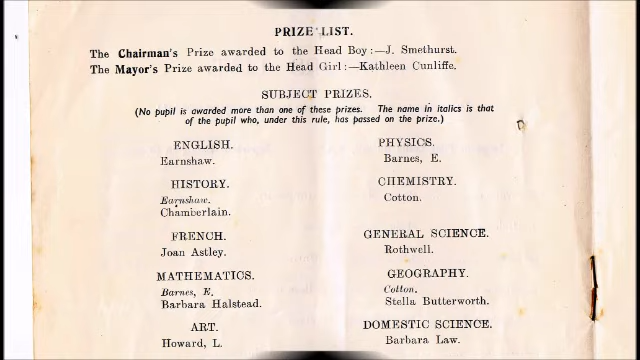 PRIZE LIST.
The Chairman's Prize awarded to the Head Boy :—J. Smethurst.
The Mayor's Prize awarded to the Head Girl :—Kathleen Cunliffe.
SUBJECT PRIZES.
(No pupil is awarded more than one of these prizes. The name in italics is that
of the pupil who, under this rule, has passed on the prize.)
ENGLISH.
Earnshaw.
HISTORY.
Earnshaw.
Chamberlain.
FRENCH.
Joan Astley.
MATHEMATICS.
Barnes, E.
Barbara Halstead.
ART.
Howard, L.
PHYSICS.
Barnes, E.
CHEMISTRY.
Cotton.
GENERAL SCIENCE.
Rothwell.
GEOGRAPHY.
Cotton.
Stella Butterworth.
DOMESTIC SCIENCE.
Barbara Law.